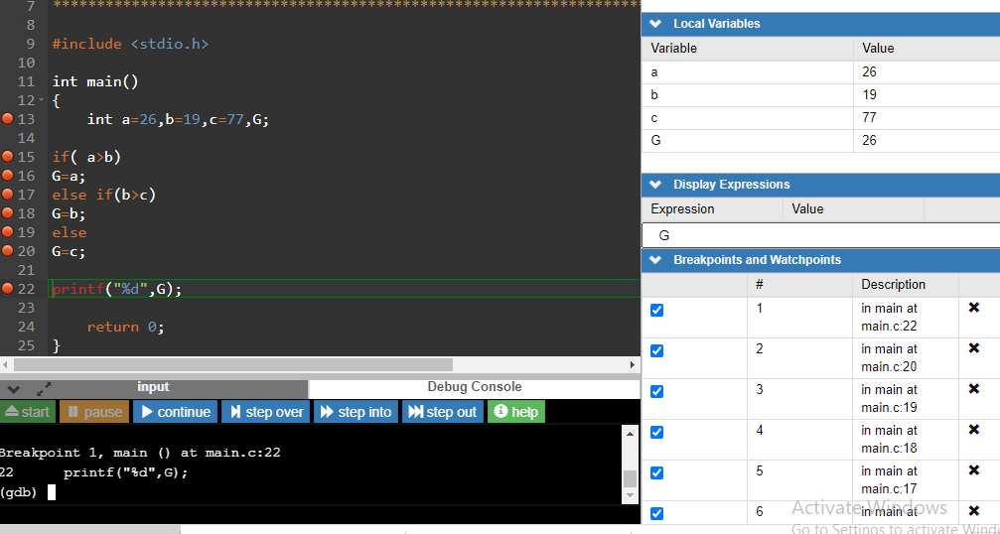 7 ************************************************************************
8
9 #include <stdio.h>
10
11 int main()
12 {
13 int a=26,b=19,c=77,G;
14
15 if( a>b)
16 G=a;
17 else if(b>c)
18 G=b;
19 else
20 G=c;
21
22 printf("%d",G);
23
24 return 0;
25 }
input
Debug Console
start pause continue step over step into step out help
Breakpoint 1, main () at main.c:22
22 printf("%d",G);
(gdb)
Local Variables
Variable Value
a 26
b 19
c 77
G 26
Display Expressions
Expression Value
G
Breakpoints and Watchpoints
# Description
1 in main at
main.c:22
2 in main at
main.c:20
3 in main at
main.c:19
4 in main at
main.c:18
5 in main at
main.c:17
6 in main at
Activate Windows
Go to Settings to activate